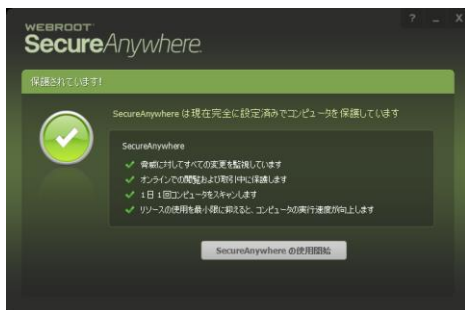 ? _ X
WEBROOT
SecureAnywhere.
保護されています!
SecureAnywhere は現在完全に設定済みでコンピュータを保護しています
SecureAnywhere
脅威に対してすべての変更を監視しています
オンラインでの閲覧および取引中に保護します
1日1回コンピュータをスキャンします
リソースの使用を最小限に抑えると、コンピュータの実行速度が向上します
SecureAnywhere の使用開始